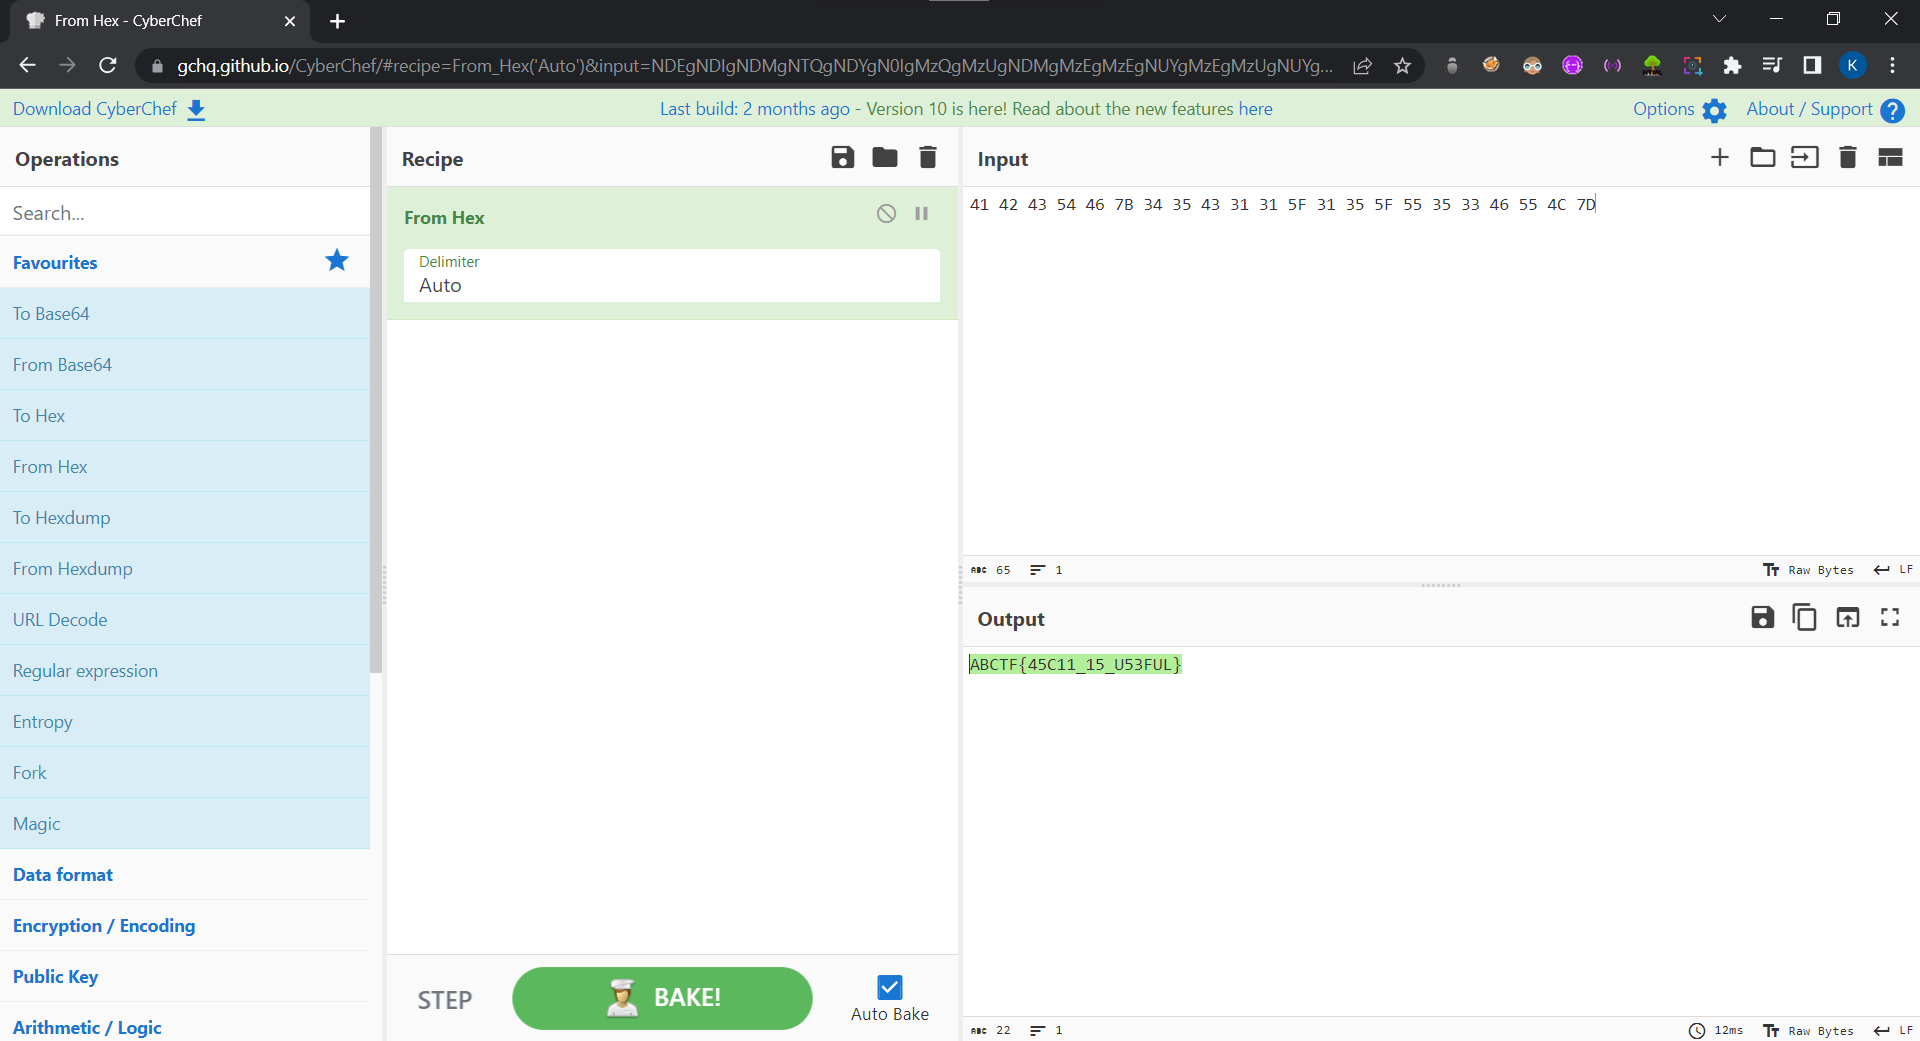 From Hex - CyberChef
gchq.github.io/CyberChef/#recipe=From_Hex('Auto')&input=NDEgNDIgNDMgNTQgNDYgN0IgMzQgMzUgNDMgMzEgMzEgNUYgMzEgMzUgNUYg...
K
Download CyberChef
Last build: 2 months ago - Version 10 is here! Read about the new features here
Options
About / Support
Operations
Search...
Favourites
To Base64
From Base64
To Hex
From Hex
To Hexdump
From Hexdump
URL Decode
Regular expression
Entropy
Fork
Magic
Data format
Encryption / Encoding
Public Key
Arithmetic / Logic
Recipe
From Hex
Delimiter
Auto
STEP
BAKE!
Auto Bake
Input
41 42 43 54 46 7B 34 35 43 31 31 5F 31 35 5F 55 35 33 46 55 4C 7D
ABC 65 1
Raw Bytes LF
Output
ABCTF{45C11_15_U53FUL}
ABC 22 1
12ms Raw Bytes LF